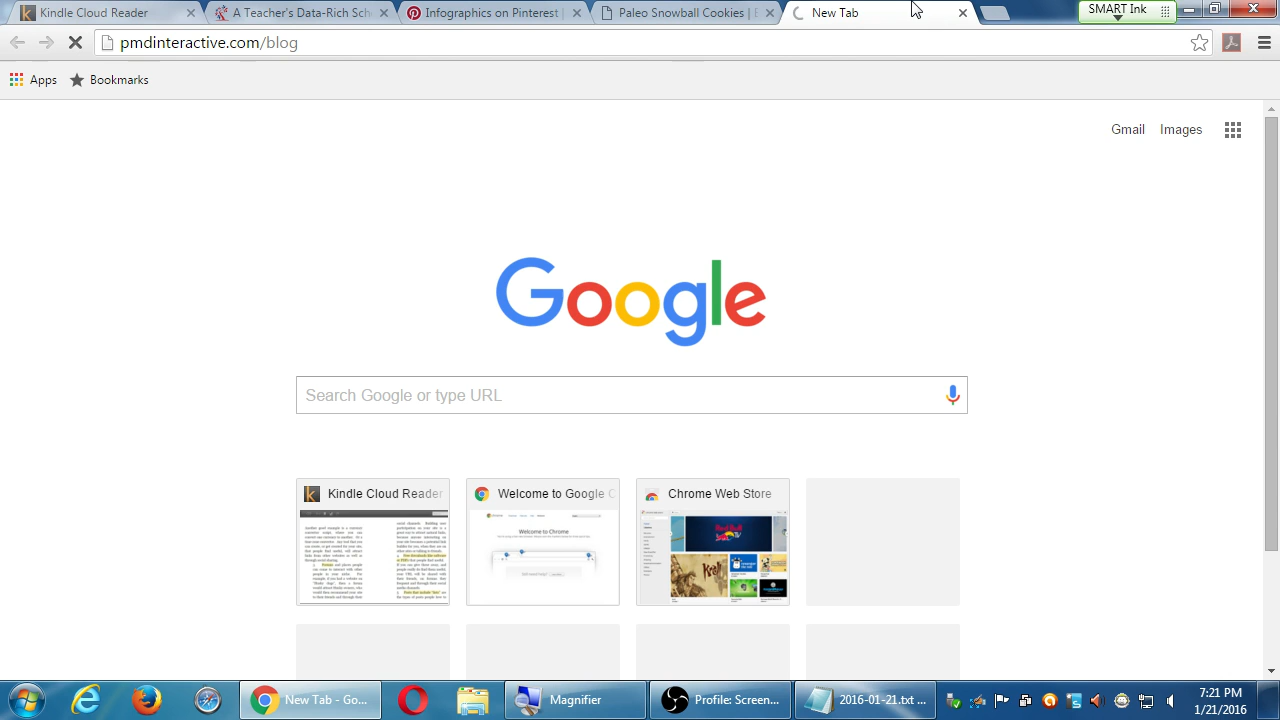 Kindle Cloud Reader
A Teacher's Data-Rich Sch
Infographics on Pinterest |
Paleo Snowball Cookies | E
New Tab
SMART Ink
pmdinteractive.com/blog
Apps
Bookmarks
Gmail
Images
Google
Search Google or type URL
Kindle Cloud Reader
Welcome to Google C
Chrome Web Store
Welcome to Chrome
New Tab - Go...
Magnifier
Profile: Screen...
2016-01-21.txt ...
7:21 PM
1/21/2016